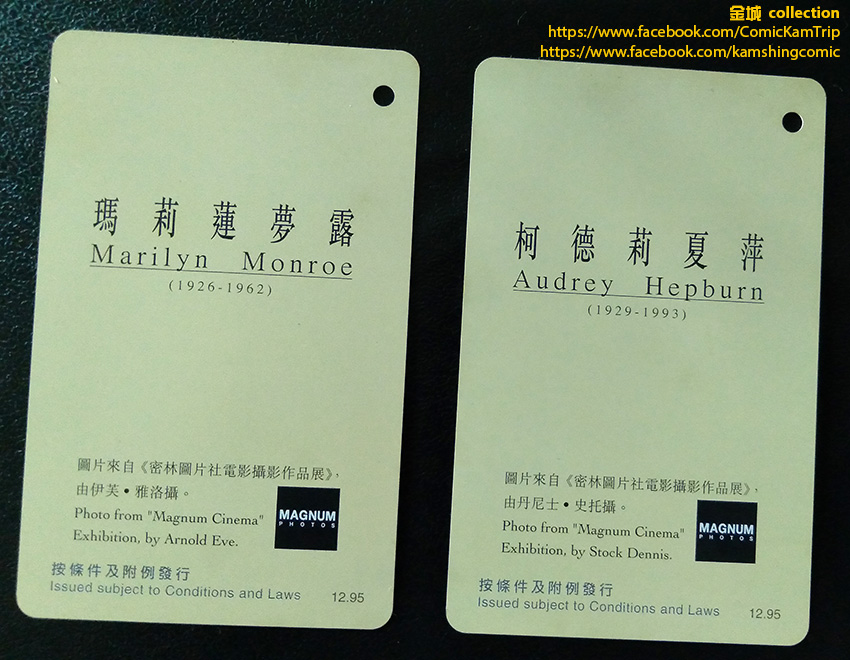 金城 collection
https://www.facebook.com/ComicKamTrip
https://www.facebook.com/kamshingcomic
瑪莉蓮夢露
Marilyn Monroe
(1926-1962)
圖片來自《密林圖片社電影攝影作品展》，
由伊芙•雅洛攝。
Photo from "Magnum Cinema"
Exhibition, by Arnold Eve.
MAGNUM
PHOTOS
按條件及附例發行
Issued subject to Conditions and Laws 12.95
柯德莉夏萍
Audrey Hepburn
(1929-1993)
圖片來自《密林圖片社電影攝影作品展》，
由丹尼士•史托攝。
Photo from "Magnum Cinema"
Exhibition, by Stock Dennis.
MAGNUM
PHOTOS
按條件及附例發行
Issued subject to Conditions and Laws 12.95